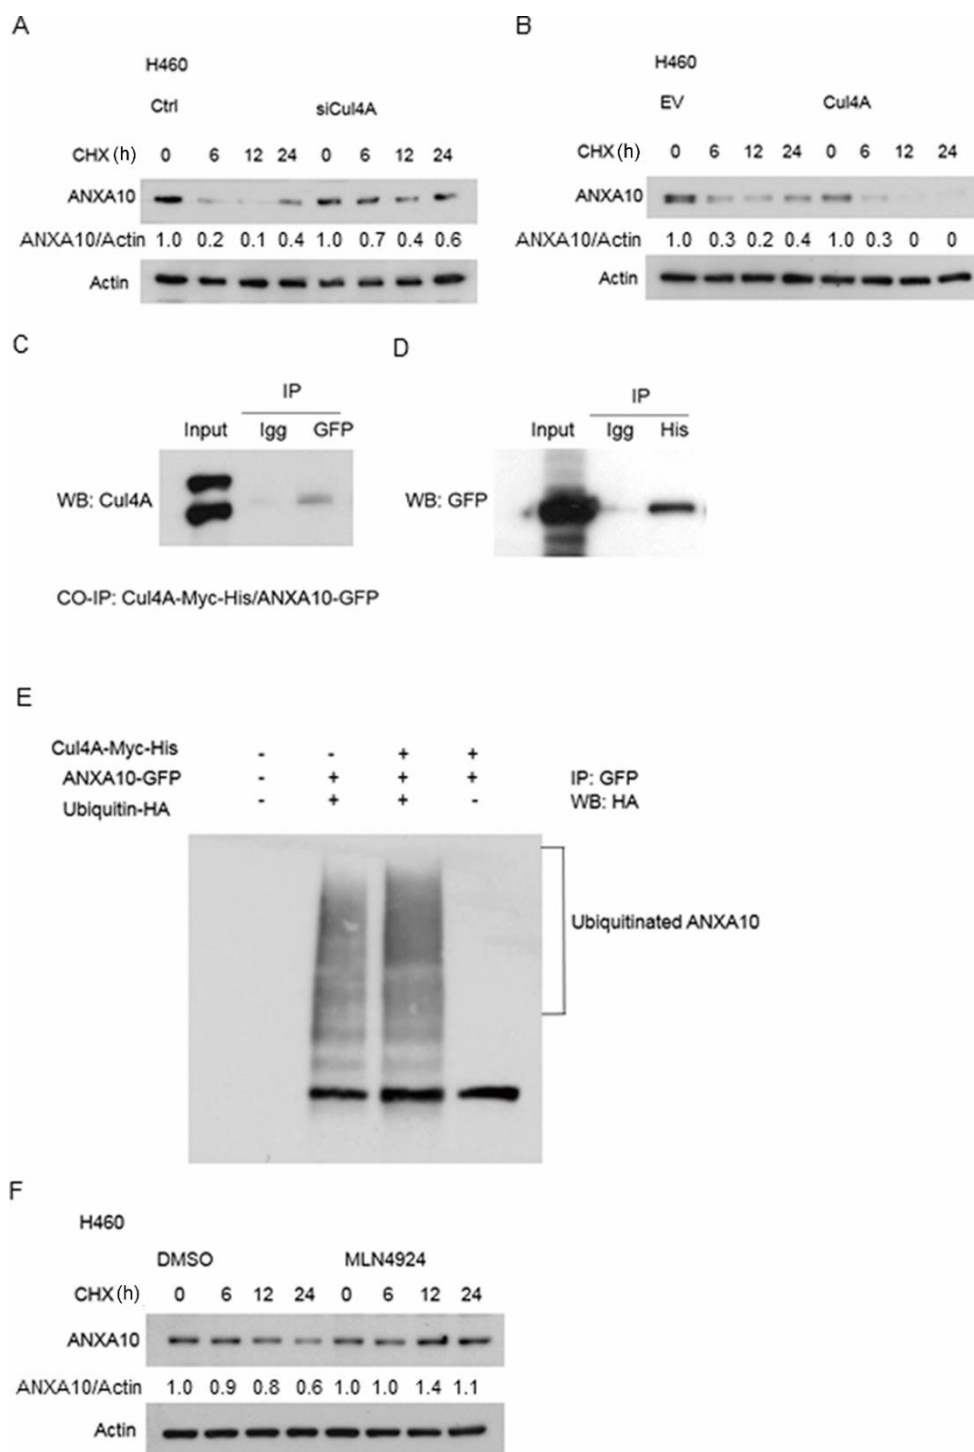 A
H460
Ctrl siCul4A
CHX (h) 0 6 12 24 0 6 12 24
ANXA10
ANXA10/Actin 1.0 0.2 0.1 0.4 1.0 0.7 0.4 0.6
Actin
B
H460
EV Cul4A
CHX (h) 0 6 12 24 0 6 12 24
ANXA10
ANXA10/Actin 1.0 0.3 0.2 0.4 1.0 0.3 0 0
Actin
C
IP
Input Igg GFP
WB: Cul4A
D
IP
Input Igg His
WB: GFP
CO-IP: Cul4A-Myc-His/ANXA10-GFP
E
Cul4A-Myc-His - - + +
ANXA10-GFP - + + +
Ubiquitin-HA - + + -
IP: GFP
WB: HA
Ubiquitinated ANXA10
F
H460
DMSO MLN4924
CHX (h) 0 6 12 24 0 6 12 24
ANXA10
ANXA10/Actin 1.0 0.9 0.8 0.6 1.0 1.0 1.4 1.1
Actin